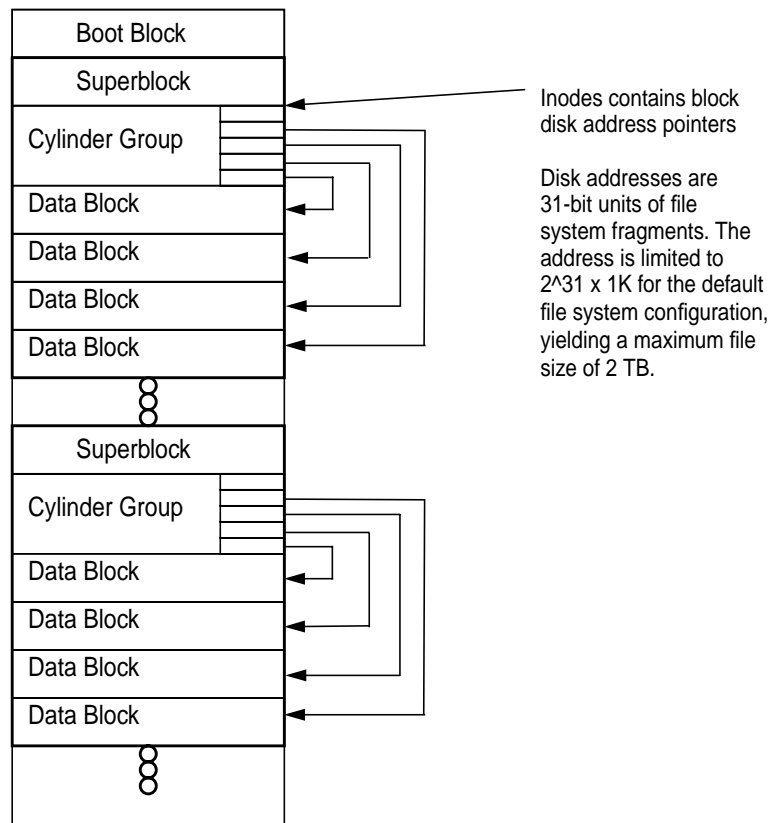 Boot Block
Superblock
Cylinder Group
Data Block
Data Block
Data Block
Data Block
Inodes contains block
disk address pointers
Disk addresses are
31-bit units of file
system fragments. The
address is limited to
2^31 x 1K for the default
file system configuration,
yielding a maximum file
size of 2 TB.
Superblock
Cylinder Group
Data Block
Data Block
Data Block
Data Block